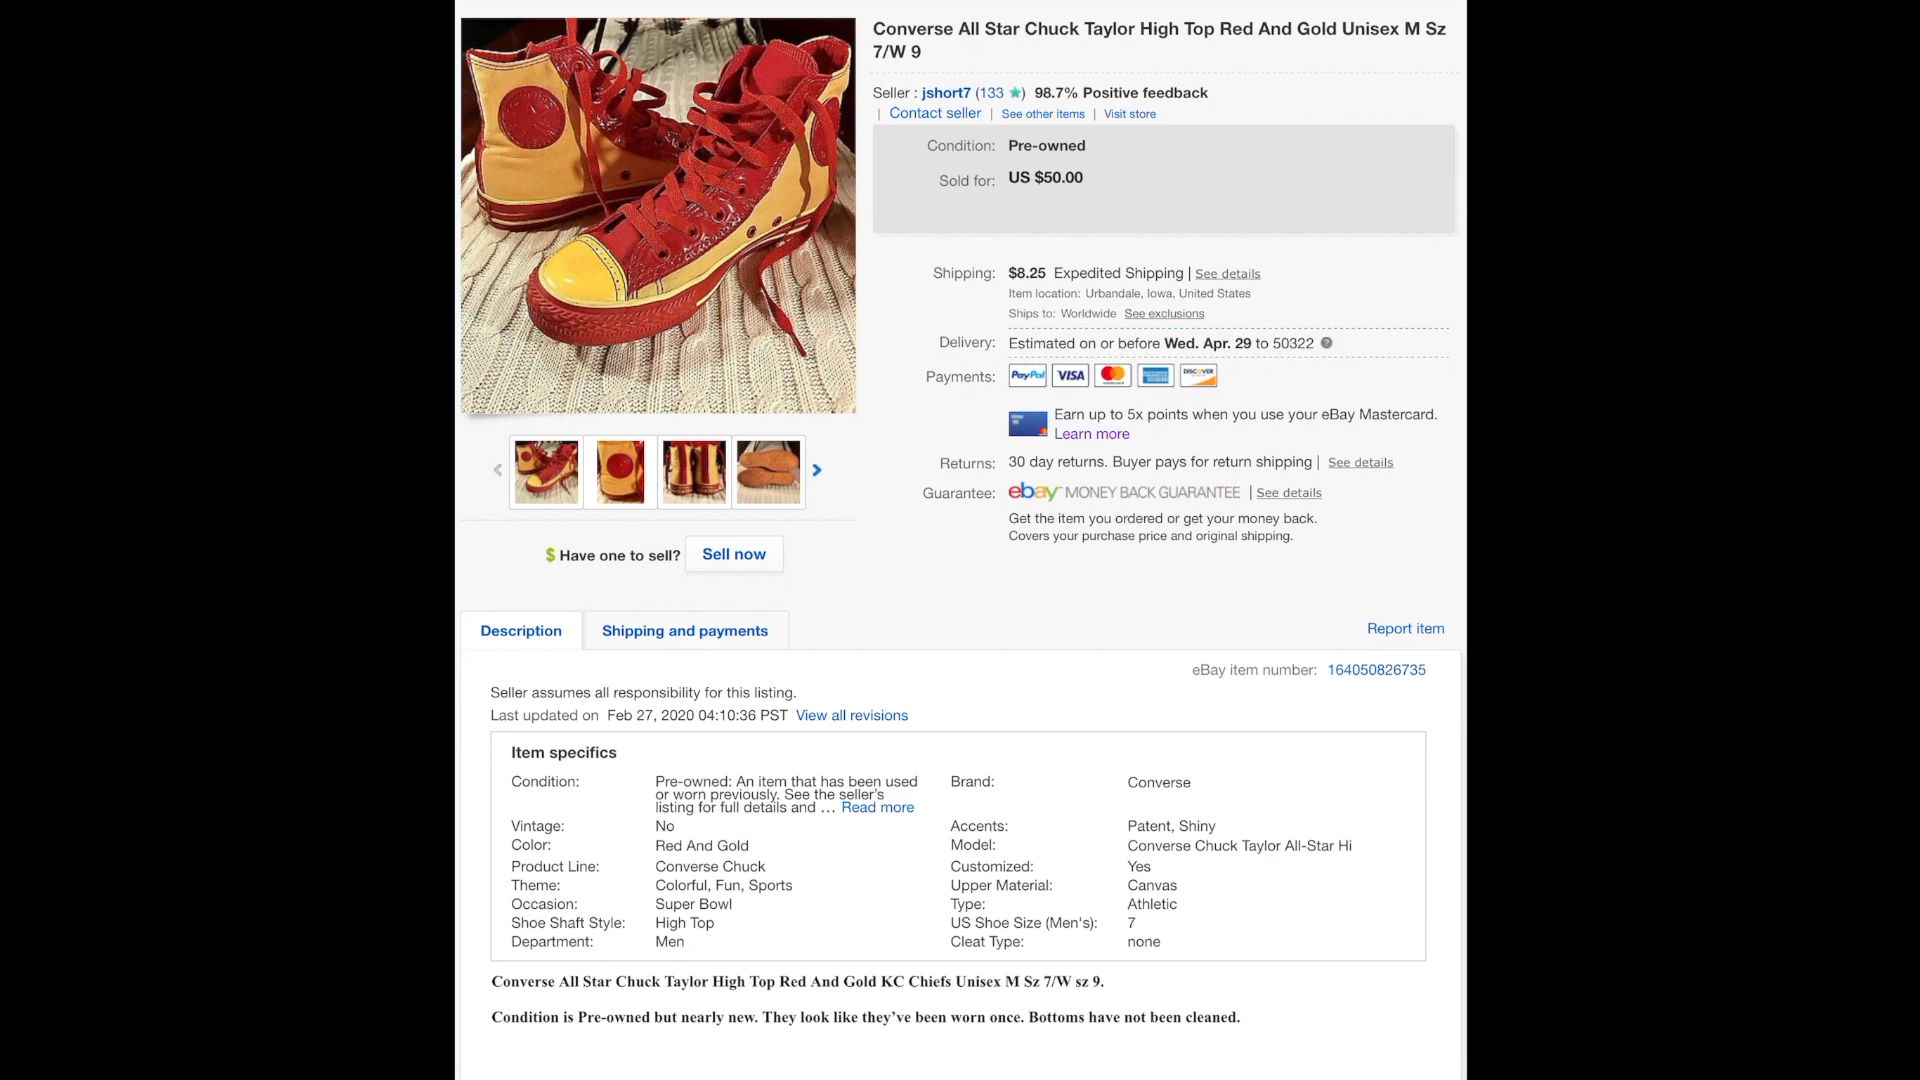 Converse All Star Chuck Taylor High Top Red And Gold Unisex M Sz
7/W 9
Seller : jshort7 (133 ) 98.7% Positive feedback
| Contact seller | See other items | Visit store
Condition: Pre-owned
Sold for: US $50.00
Shipping: $8.25 Expedited Shipping | See details
Item location: Urbandale, Iowa, United States
Ships to: Worldwide See exclusions
Delivery: Estimated on or before Wed. Apr. 29 to 50322 ?
Payments: PayPal VISA DISCOVER
Earn up to 5x points when you use your eBay Mastercard.
Learn more
Returns: 30 day returns. Buyer pays for return shipping | See details
Guarantee: ebay MONEY BACK GUARANTEE | See details
Get the item you ordered or get your money back.
Covers your purchase price and original shipping.
$ Have one to sell? Sell now
Description Shipping and payments Report item
eBay item number: 164050826735
Seller assumes all responsibility for this listing.
Last updated on Feb 27, 2020 04:10:36 PST View all revisions
Item specifics
Condition: Pre-owned: An item that has been used Brand: Converse
or worn previously. See the seller's
listing for full details and ... Read more
Vintage: No Accents: Patent, Shiny
Color: Red And Gold Model: Converse Chuck Taylor All-Star Hi
Product Line: Converse Chuck Customized: Yes
Theme: Colorful, Fun, Sports Upper Material: Canvas
Occasion: Super Bowl Type: Athletic
Shoe Shaft Style: High Top US Shoe Size (Men's): 7
Department: Men Cleat Type: none
Converse All Star Chuck Taylor High Top Red And Gold KC Chiefs Unisex M Sz 7/W sz 9.
Condition is Pre-owned but nearly new. They look like they've been worn once. Bottoms have not been cleaned.